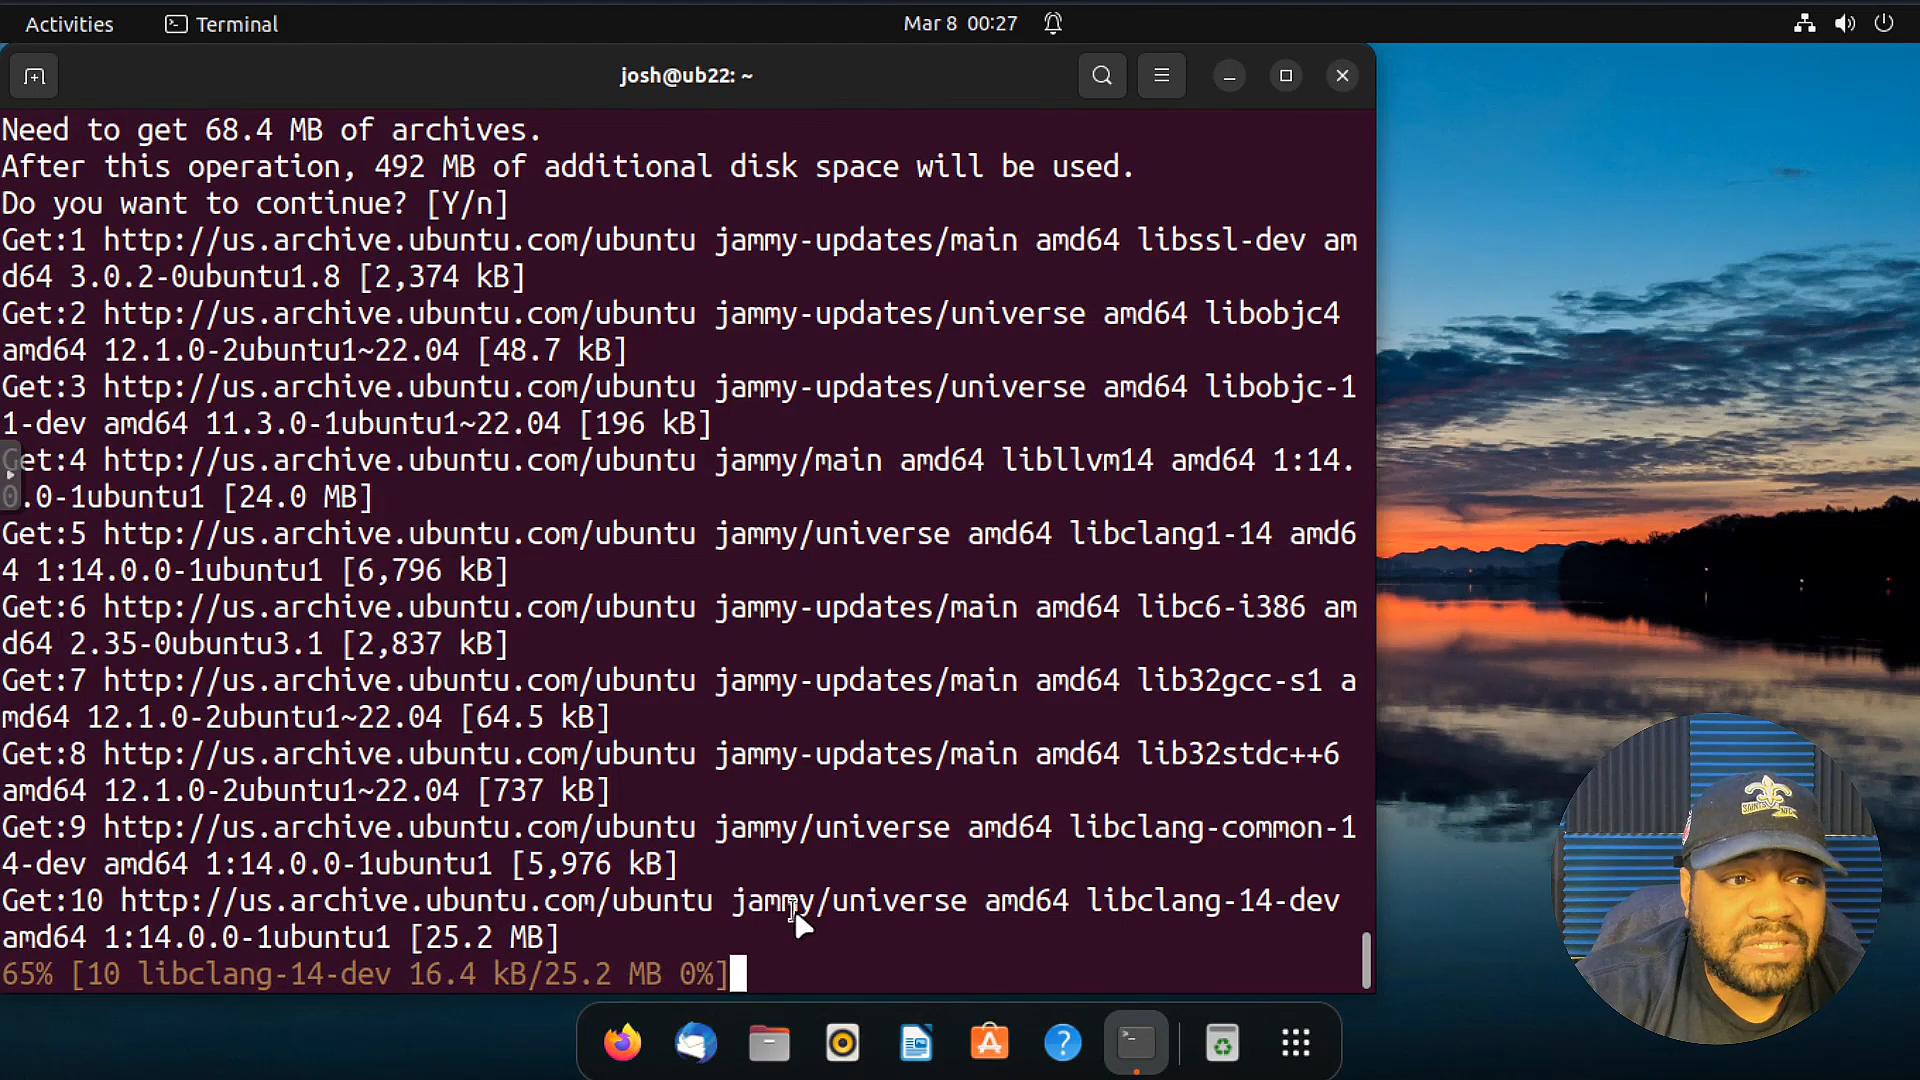 Activities
Terminal
Mar 8 00:27
josh@ub22: ~
Need to get 68.4 MB of archives.
After this operation, 492 MB of additional disk space will be used.
Do you want to continue? [Y/n]
Get:1 http://us.archive.ubuntu.com/ubuntu jammy-updates/main amd64 libssl-dev am
d64 3.0.2-0ubuntu1.8 [2,374 kB]
Get:2 http://us.archive.ubuntu.com/ubuntu jammy-updates/universe amd64 libobjc4
amd64 12.1.0-2ubuntu1~22.04 [48.7 kB]
Get:3 http://us.archive.ubuntu.com/ubuntu jammy-updates/universe amd64 libobjc-1
1-dev amd64 11.3.0-1ubuntu1~22.04 [196 kB]
Get:4 http://us.archive.ubuntu.com/ubuntu jammy/main amd64 libllvm14 amd64 1:14.
0.0-1ubuntu1 [24.0 MB]
Get:5 http://us.archive.ubuntu.com/ubuntu jammy/universe amd64 libclang1-14 amd6
4 1:14.0.0-1ubuntu1 [6,796 kB]
Get:6 http://us.archive.ubuntu.com/ubuntu jammy-updates/main amd64 libc6-i386 am
d64 2.35-0ubuntu3.1 [2,837 kB]
Get:7 http://us.archive.ubuntu.com/ubuntu jammy-updates/main amd64 lib32gcc-s1 a
md64 12.1.0-2ubuntu1~22.04 [64.5 kB]
Get:8 http://us.archive.ubuntu.com/ubuntu jammy-updates/main amd64 lib32stdc++6
amd64 12.1.0-2ubuntu1~22.04 [737 kB]
Get:9 http://us.archive.ubuntu.com/ubuntu jammy/universe amd64 libclang-common-1
4-dev amd64 1:14.0.0-1ubuntu1 [5,976 kB]
Get:10 http://us.archive.ubuntu.com/ubuntu jammy/universe amd64 libclang-14-dev
amd64 1:14.0.0-1ubuntu1 [25.2 MB]
65% [10 libclang-14-dev 16.4 kB/25.2 MB 0%]
SAINTS